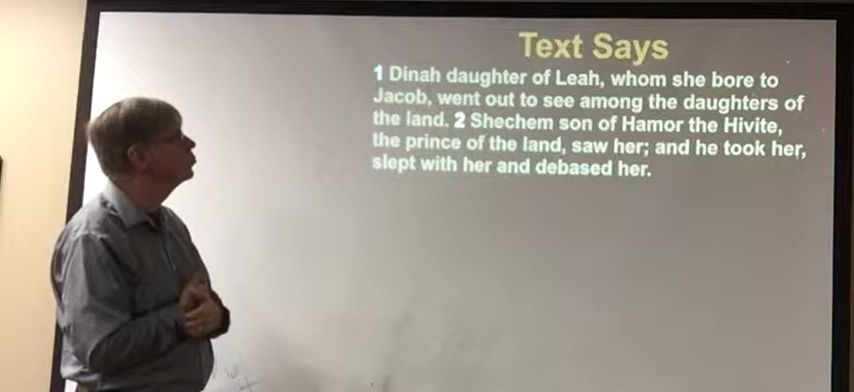 Text Says
1 Dinah daughter of Leah, whom she bore to
Jacob, went out to see among the daughters of
the land. 2 Shechem son of Hamor the Hivite,
the prince of the land, saw her; and he took her,
slept with her and debased her.